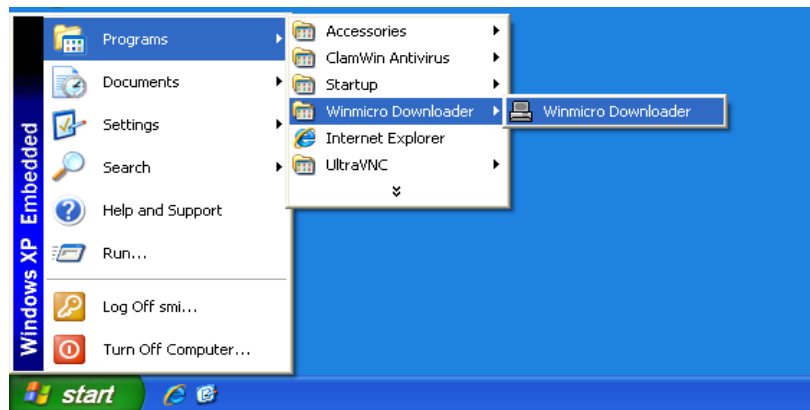 Windows XP Embedded
Programs
Documents
Settings
Search
Help and Support
Run...
Log Off smi...
Turn Off Computer...
Accessories
ClamWin Antivirus
Startup
Winmicro Downloader
Internet Explorer
UltraVNC
Winmicro Downloader
start